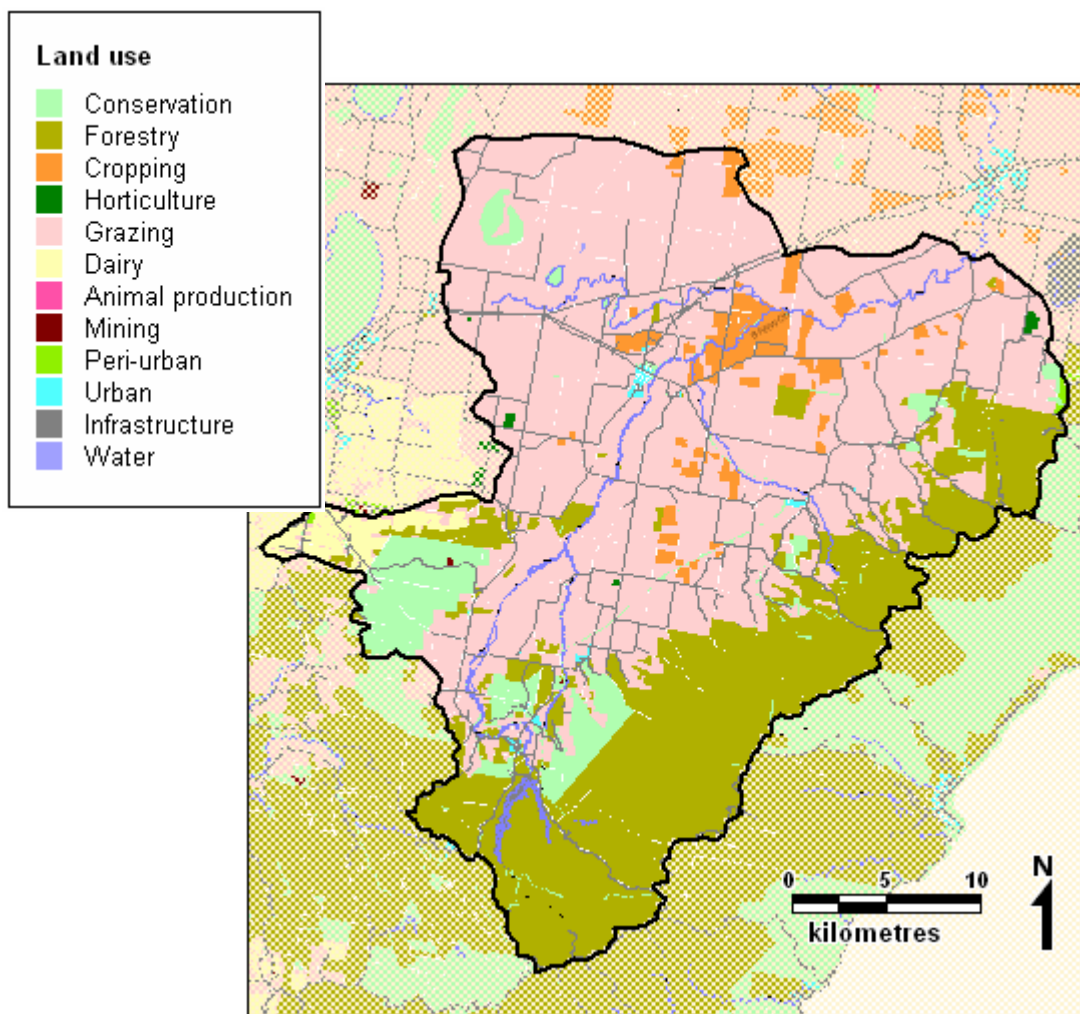 Land use
Conservation
Forestry
Cropping
Horticulture
Grazing
Dairy
Animal production
Mining
Peri-urban
Urban
Infrastructure
Water
N
0 5 10
kilometres